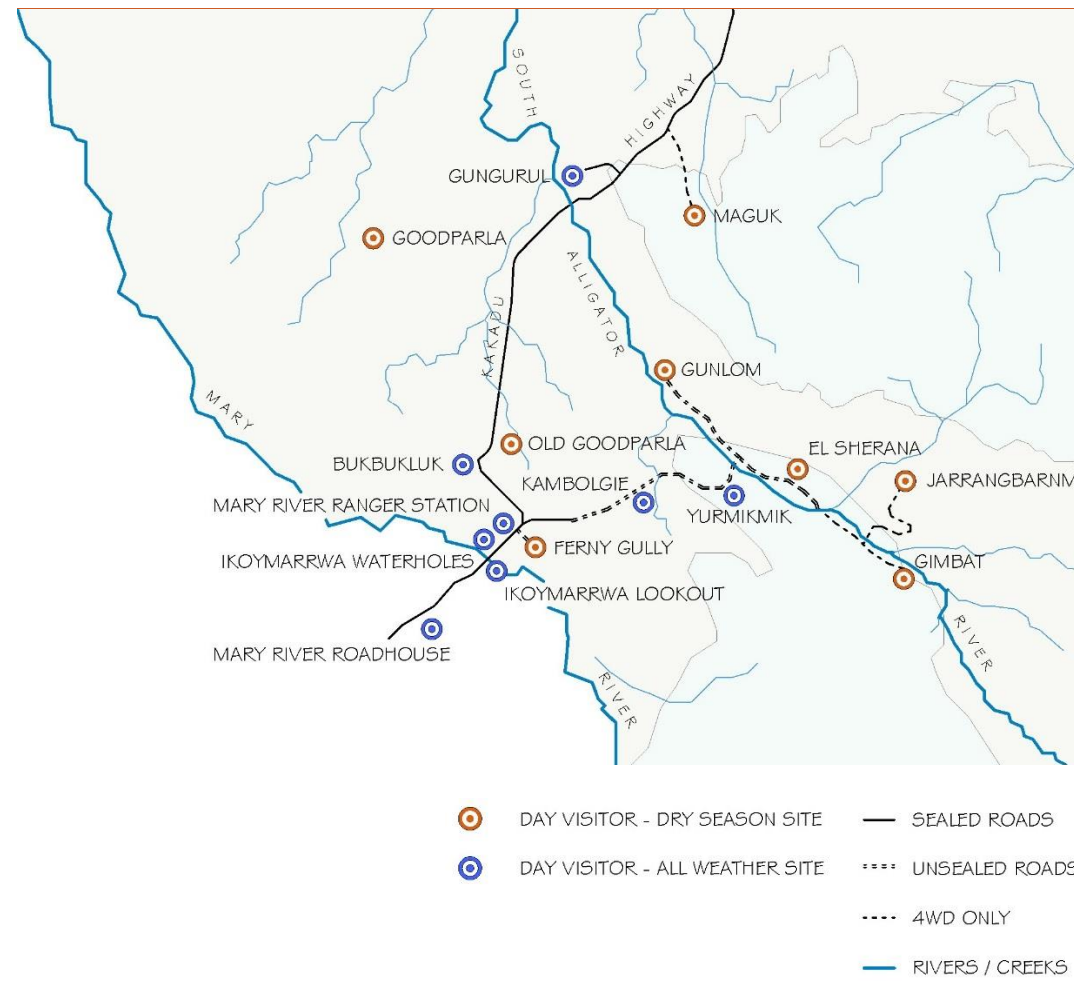 SOUTH
HIGHWAY
GUNGURUL
MAGUK
GOODPARLA
ALLIGATOR
KAKADU
GUNLOM
MARY
OLD GOODPARLA
EL SHERANA
BUKBUKLUK
KAMBOLGIE
JARRANGBARNM
MARY RIVER RANGER STATION
YURMIKMIK
FERNY GULLY
IKOYMARRWA WATERHOLES
GIMBAT
IKOYMARRWA LOOKOUT
RIVER
MARY RIVER ROADHOUSE
RIVER
DAY VISITOR - DRY SEASON SITE
SEALED ROADS
DAY VISITOR - ALL WEATHER SITE
UNSEALED ROADS
4WD ONLY
RIVERS / CREEKS